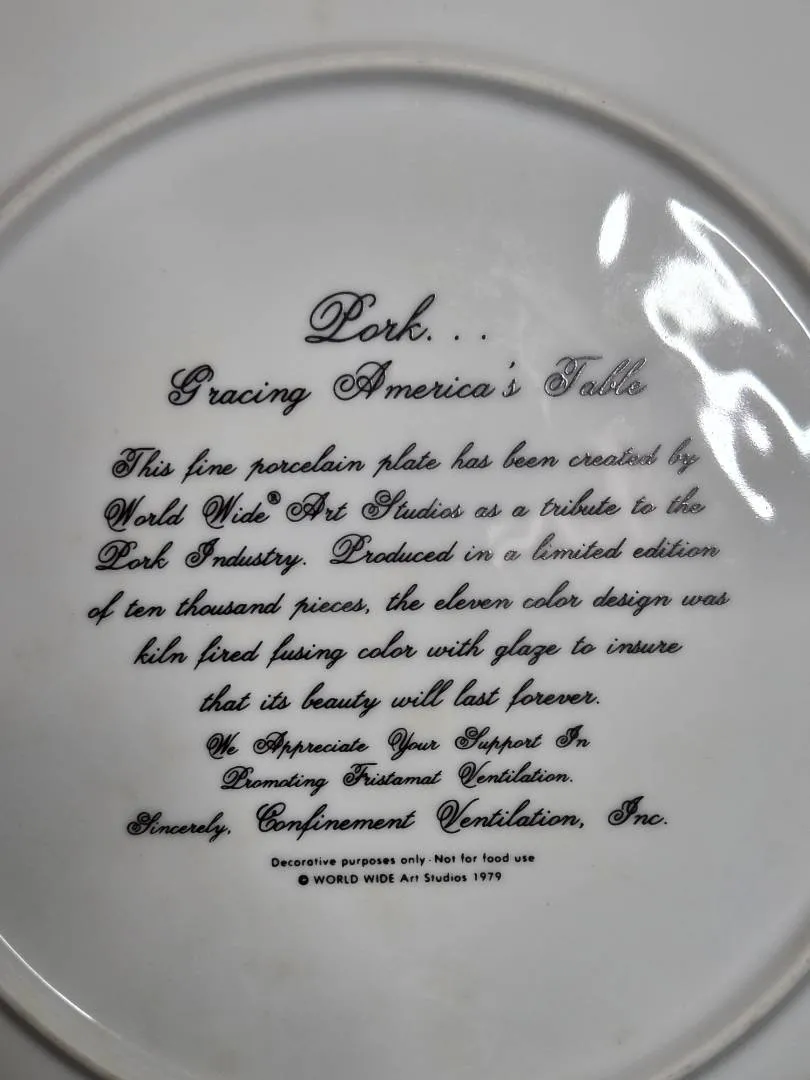 Pork...
Gracing America's Table
This fine porcelain plate has been created by
World Wide® Art Studios as a tribute to the
Pork Industry. Produced in a limited edition
of ten thousand pieces, the eleven color design was
kiln fired fusing color with glaze to insure
that its beauty will last forever.
We Appreciate Your Support In
Promoting Fristamat Ventilation.
Sincerely, Confinement Ventilation, Inc.
Decorative purposes only - Not for food use
© WORLD WIDE Art Studios 1979